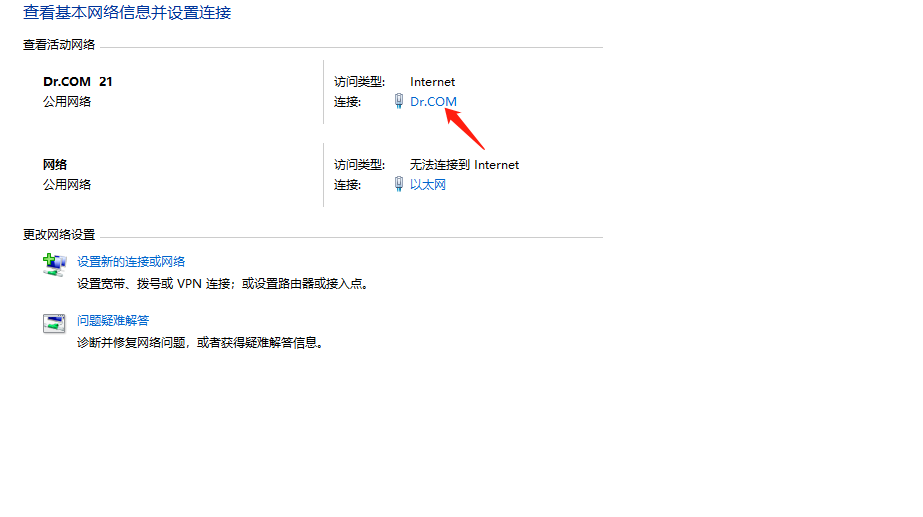 查看基本网络信息并设置连接
查看活动网络
Dr.COM 21
公用网络
访问类型: Internet
连接: Dr.COM
网络
公用网络
访问类型: 无法连接到 Internet
连接: 以太网
更改网络设置
设置新的连接或网络
设置宽带、拨号或 VPN 连接；或设置路由器或接入点。
问题疑难解答
诊断并修复网络问题，或者获得疑难解答信息。